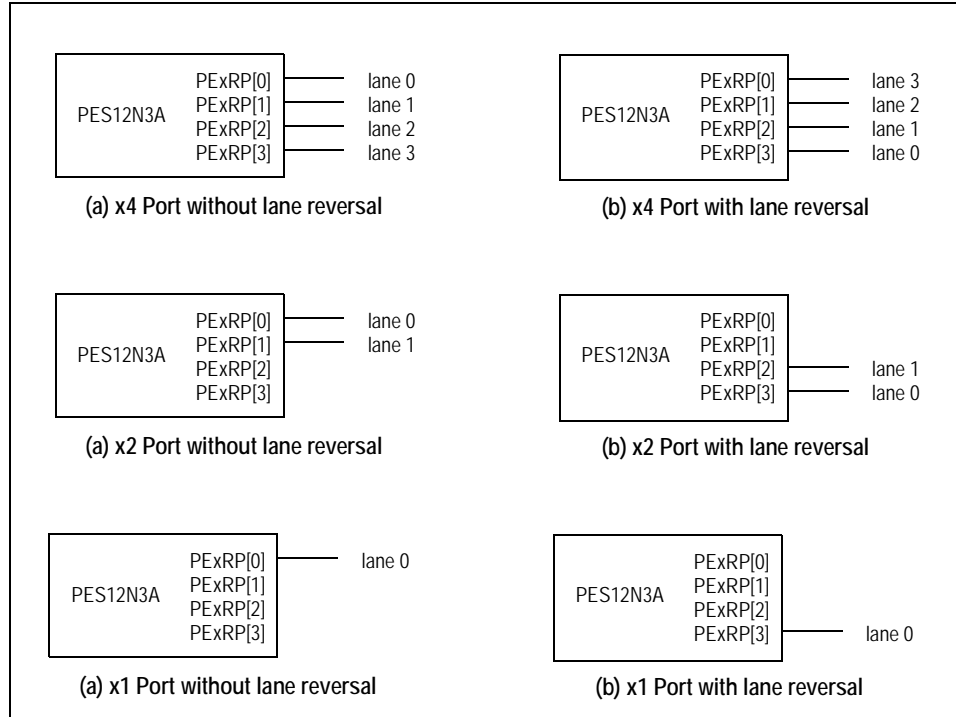 PES12N3A
PExRP[0] lane 0
PExRP[1] lane 1
PExRP[2] lane 2
PExRP[3] lane 3
(a) x4 Port without lane reversal
PES12N3A
PExRP[0] lane 3
PExRP[1] lane 2
PExRP[2] lane 1
PExRP[3] lane 0
(b) x4 Port with lane reversal
PES12N3A
PExRP[0] lane 0
PExRP[1] lane 1
PExRP[2]
PExRP[3]
(a) x2 Port without lane reversal
PES12N3A
PExRP[0]
PExRP[1]
PExRP[2] lane 1
PExRP[3] lane 0
(b) x2 Port with lane reversal
PES12N3A
PExRP[0] lane 0
PExRP[1]
PExRP[2]
PExRP[3]
(a) x1 Port without lane reversal
PES12N3A
PExRP[0]
PExRP[1]
PExRP[2]
PExRP[3] lane 0
(b) x1 Port with lane reversal